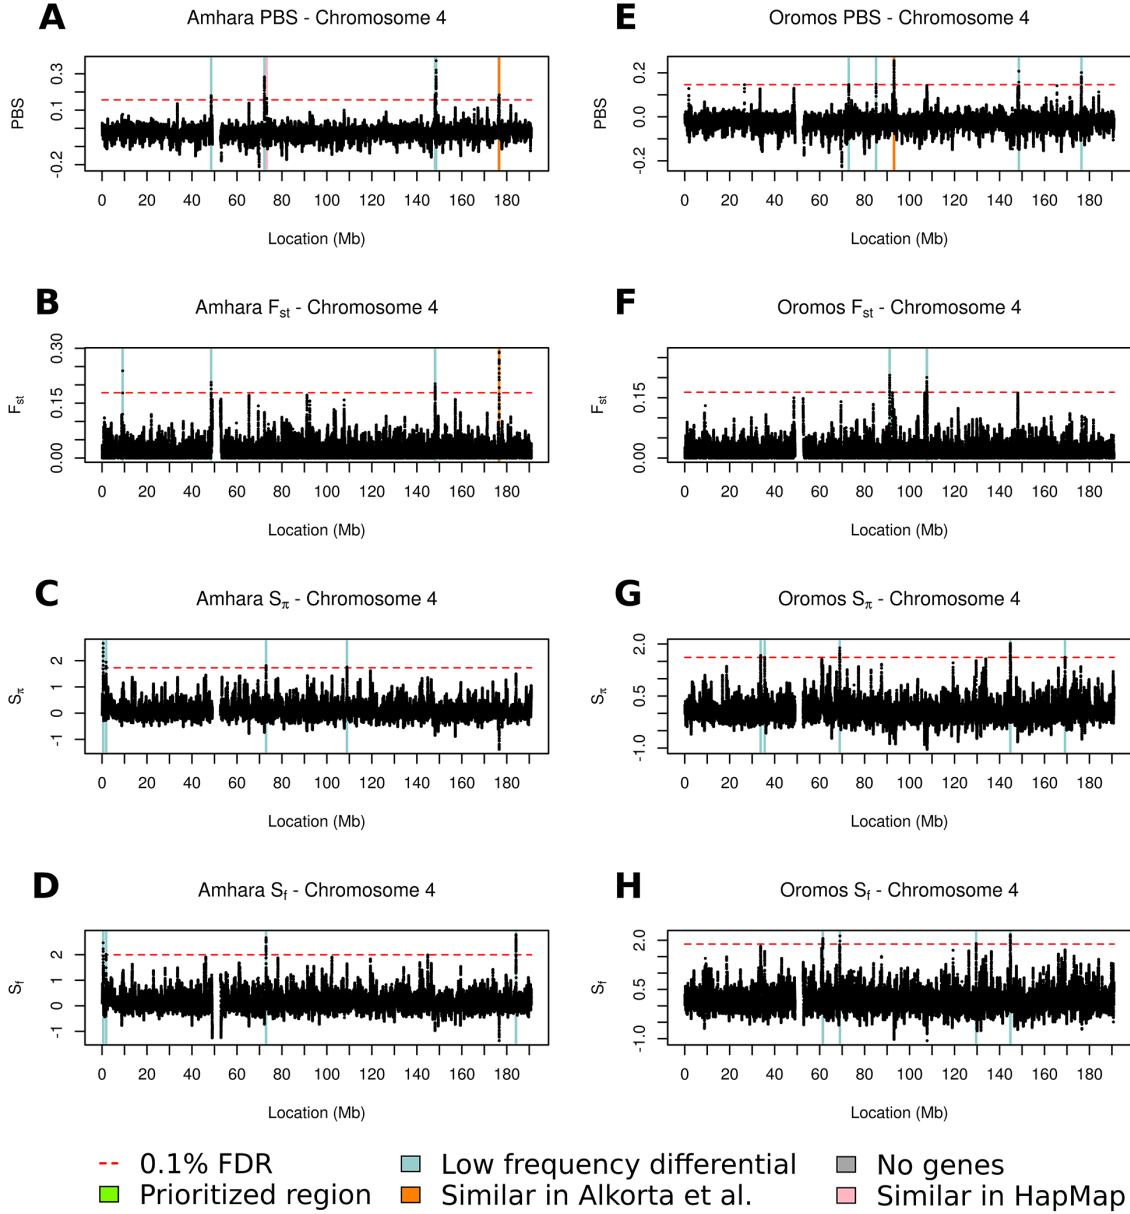 A
Amhara PBS - Chromosome 4
PBS
-0.2 0.1 0.3
0 20 40 60 80 100 120 140 160 180
Location (Mb)
E
Oromos PBS - Chromosome 4
PBS
-0.2 0.0 0.2
0 20 40 60 80 100 120 140 160 180
Location (Mb)
B
Amhara Fst - Chromosome 4
Fst
0.00 0.15 0.30
0 20 40 60 80 100 120 140 160 180
Location (Mb)
F
Oromos Fst - Chromosome 4
Fst
0.00 0.15
0 20 40 60 80 100 120 140 160 180
Location (Mb)
C
Amhara Sπ - Chromosome 4
Sπ
-1 0 2
0 20 40 60 80 100 120 140 160 180
Location (Mb)
G
Oromos Sπ - Chromosome 4
Sπ
-1.0 0.5 2.0
0 20 40 60 80 100 120 140 160 180
Location (Mb)
D
Amhara Sf - Chromosome 4
Sf
-1 0 1 2
0 20 40 60 80 100 120 140 160 180
Location (Mb)
H
Oromos Sf - Chromosome 4
Sf
-1.0 0.5 2.0
0 20 40 60 80 100 120 140 160 180
Location (Mb)
0.1% FDR
Low frequency differential
No genes
Prioritized region
Similar in Alkorta et al.
Similar in HapMap